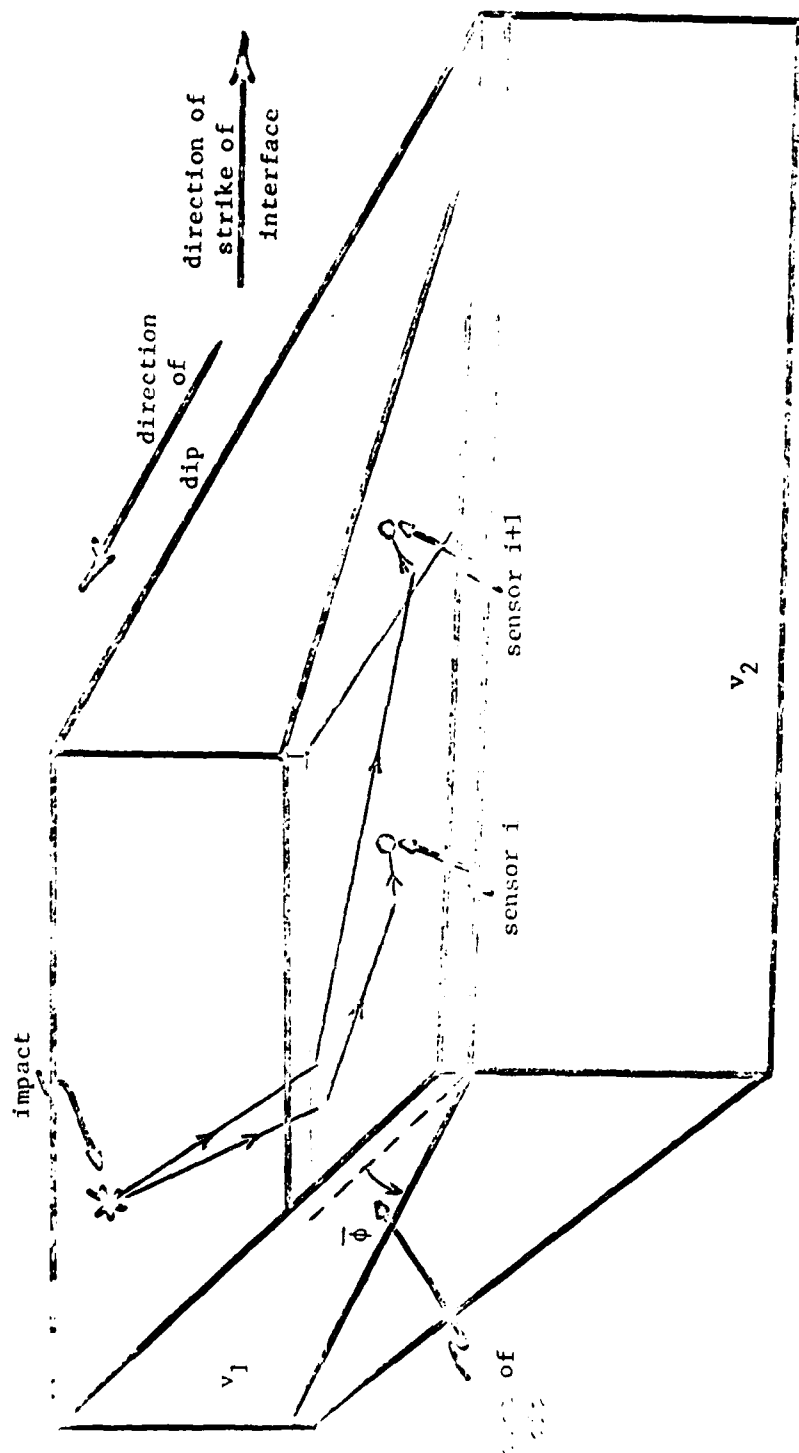 direction of
strike of
interface
direction
of
dip
impact
sensor i
sensor i+1
v₁
v₂
φ̅
of